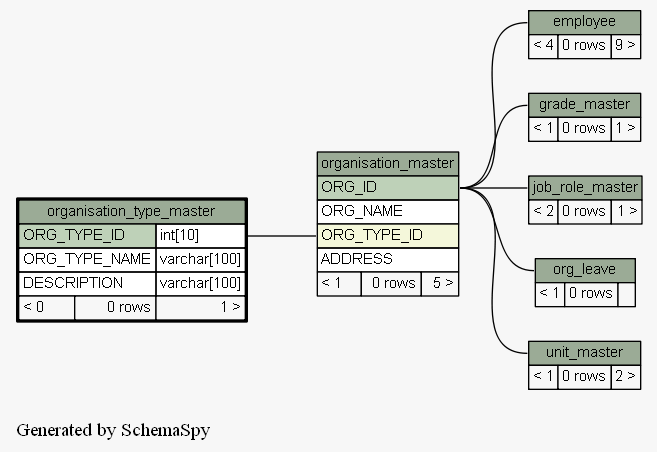 employee
< 4 0 rows 9 >
grade_master
< 1 0 rows 1 >
organisation_master
ORG_ID
ORG_NAME
ORG_TYPE_ID
ADDRESS
< 1 0 rows 5 >
job_role_master
< 2 0 rows 1 >
organisation_type_master
ORG_TYPE_ID int[10]
ORG_TYPE_NAME varchar[100]
DESCRIPTION varchar[100]
< 0 0 rows 1 >
org_leave
< 1 0 rows
unit_master
< 1 0 rows 2 >
Generated by SchemaSpy